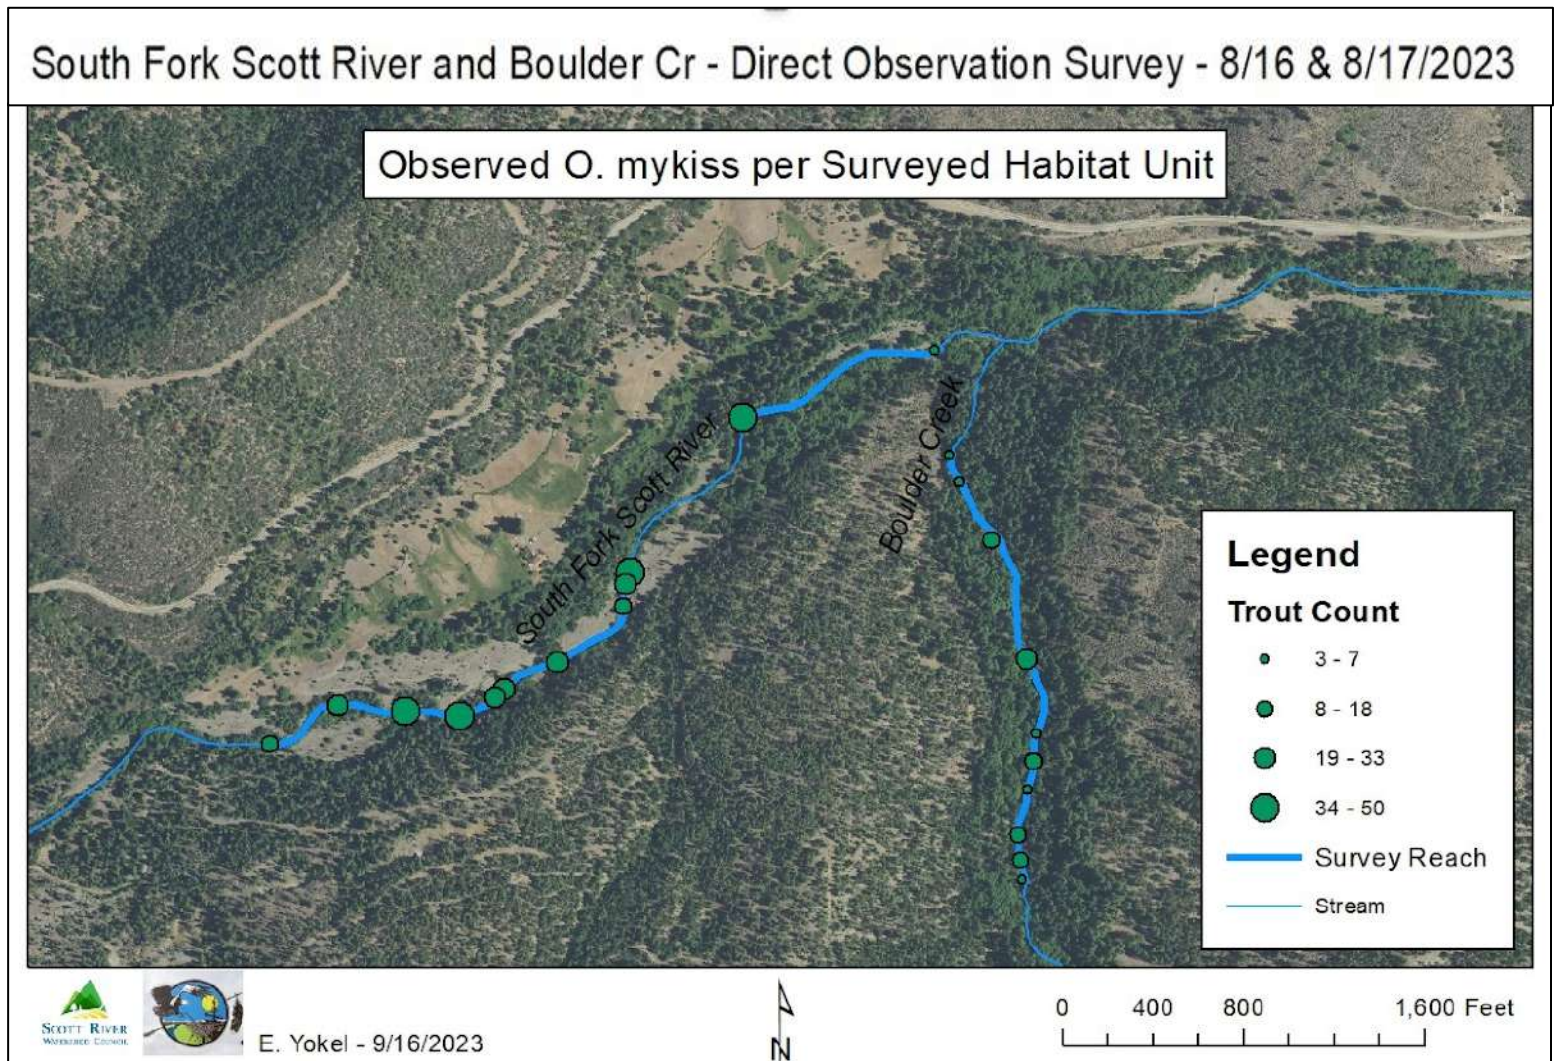 South Fork Scott River and Boulder Cr - Direct Observation Survey - 8/16 & 8/17/2023
Observed O. mykiss per Surveyed Habitat Unit
South Fork Scott River
Boulder Creek
Legend
Trout Count
3 - 7
8 - 18
19 - 33
34 - 50
Survey Reach
Stream
SCOTT RIVER
WATERSHED COUNCIL
E. Yokel - 9/16/2023
N
0 400 800 1,600 Feet